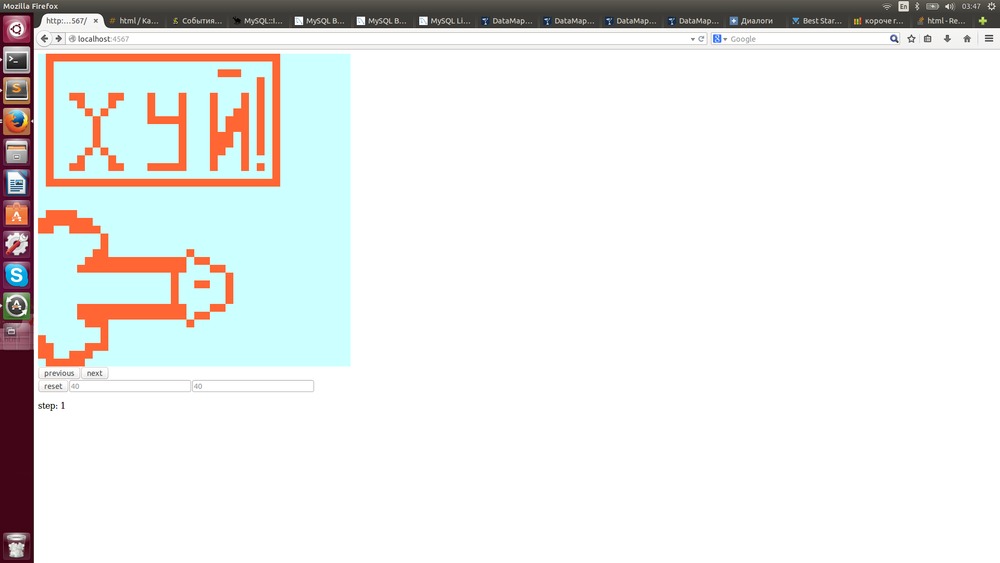 Mozilla Firefox
En
03:47
http:...567/
html / Ka...
События...
MySQL::I...
MySQL B...
MySQL B...
MySQL Li...
DataMap...
DataMap...
DataMap...
DataMap...
Диалоги
Best Star...
короче г...
html - Re...
localhost:4567
Google
ХУЙ!
previous
next
reset
40
40
step: 1